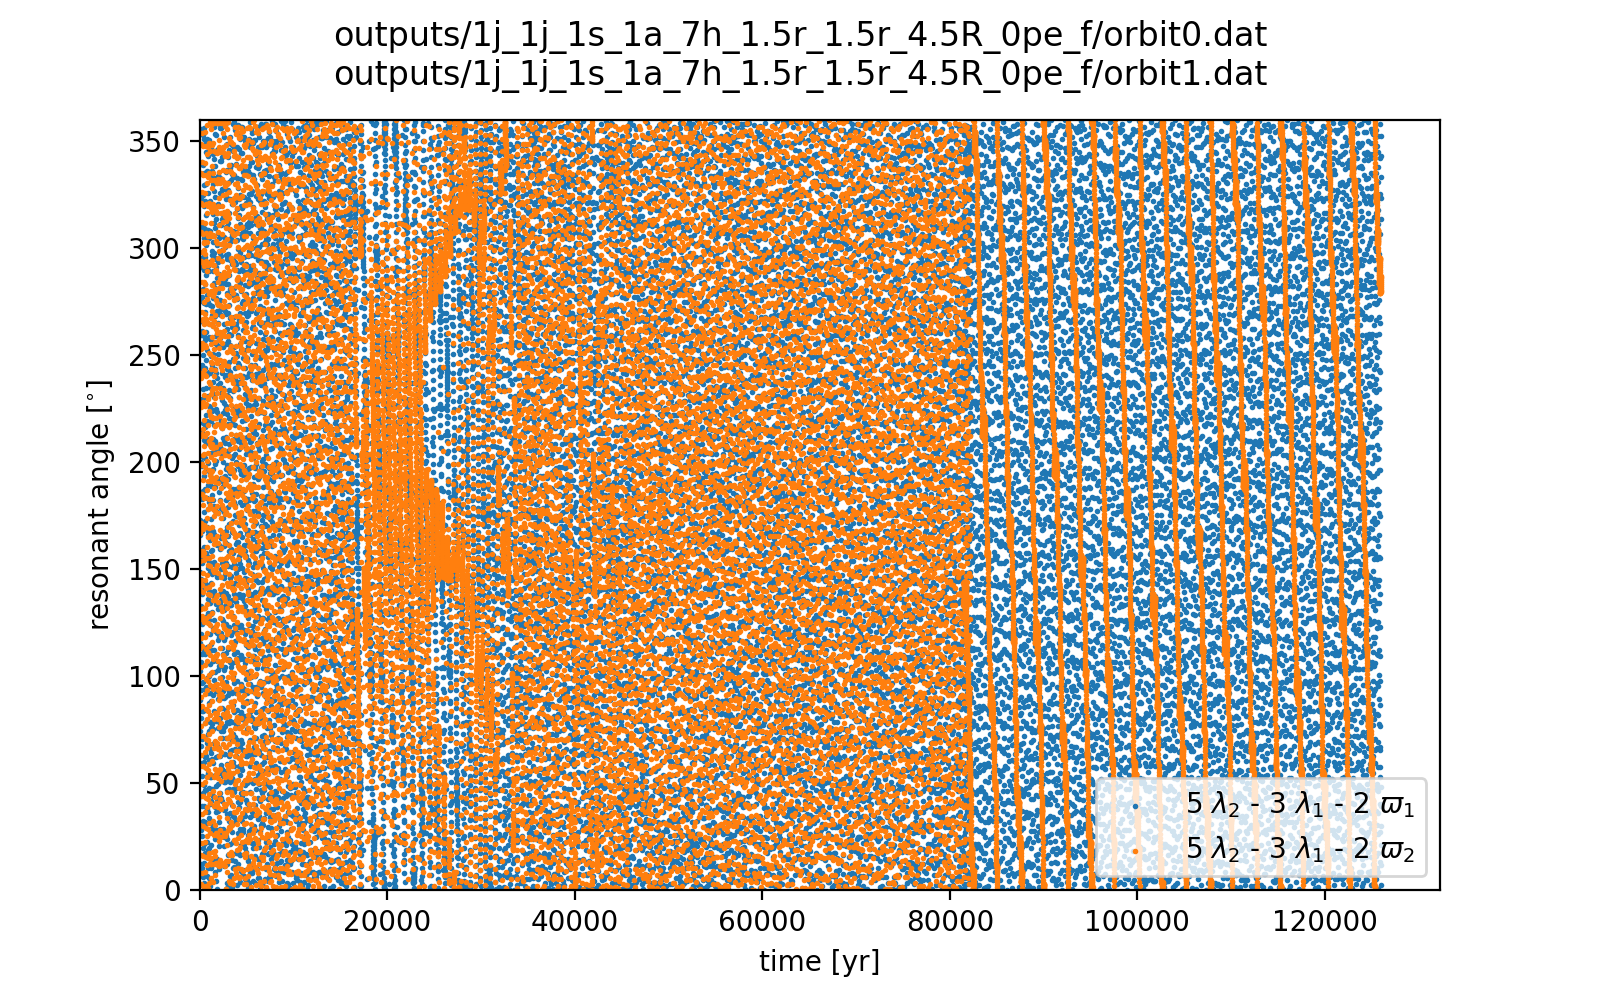 outputs/1j_1j_1s_1a_7h_1.5r_1.5r_4.5R_0pe_f/orbit0.dat
outputs/1j_1j_1s_1a_7h_1.5r_1.5r_4.5R_0pe_f/orbit1.dat
350
300
250
200
150
100
50
0
resonant angle [°]
5 λ₂ - 3 λ₁ - 2 ϖ₁
5 λ₂ - 3 λ₁ - 2 ϖ₂
0 20000 40000 60000 80000 100000 120000
time [yr]